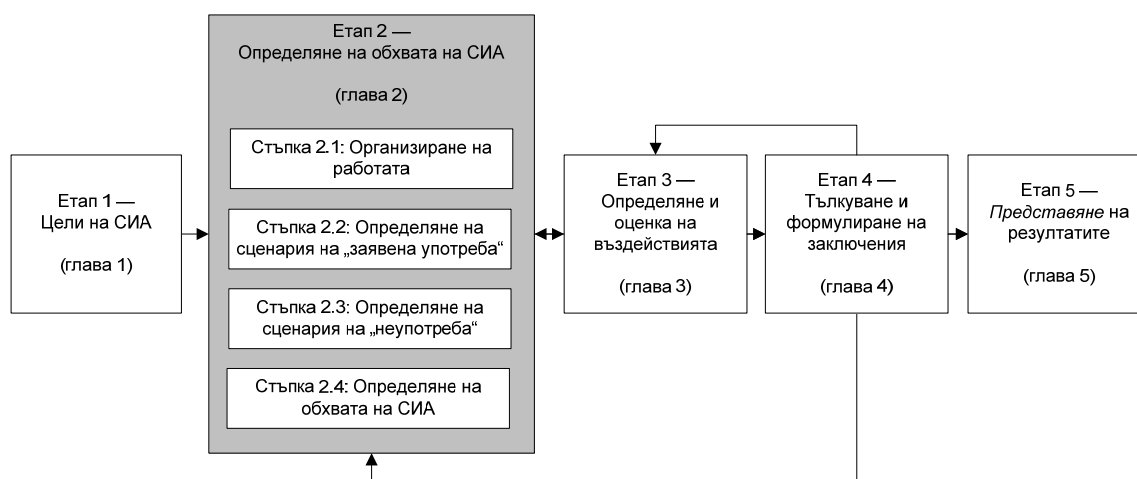 Етап 1 —
Цели на СИА
(глава 1)
Етап 2 —
Определяне на обхвата на СИА
(глава 2)
Стъпка 2.1: Организиране на
работата
Стъпка 2.2: Определяне на
сценария на „заявена употреба“
Стъпка 2.3: Определяне на
сценария на „неупотреба“
Стъпка 2.4: Определяне на
обхвата на СИА
Етап 3 —
Определяне и
оценка на
въздействията
(глава 3)
Етап 4 —
Тълкуване и
формулиране на
заключения
(глава 4)
Етап 5 —
Представяне на
резултатите
(глава 5)